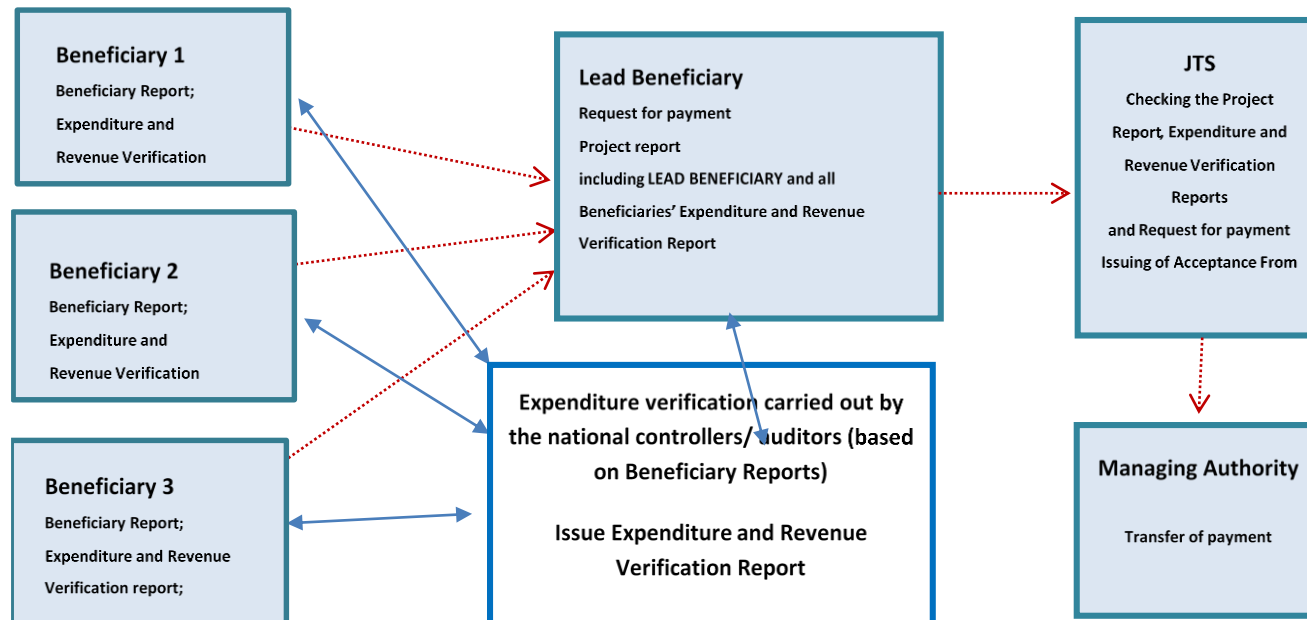 Beneficiary 1
Beneficiary Report;
Expenditure and
Revenue Verification
Beneficiary 2
Beneficiary Report;
Expenditure and
Revenue Verification
Beneficiary 3
Beneficiary Report;
Expenditure and Revenue
Verification report;
Lead Beneficiary
Request for payment
Project report
including LEAD BENEFICIARY and all
Beneficiaries’ Expenditure and Revenue
Verification Report
Expenditure verification carried out by
the national controllers/ auditors (based
on Beneficiary Reports)
Issue Expenditure and Revenue
Verification Report
JTS
Checking the Project
Report, Expenditure and
Revenue Verification
Reports
and Request for payment
Issuing of Acceptance From
Managing Authority
Transfer of payment